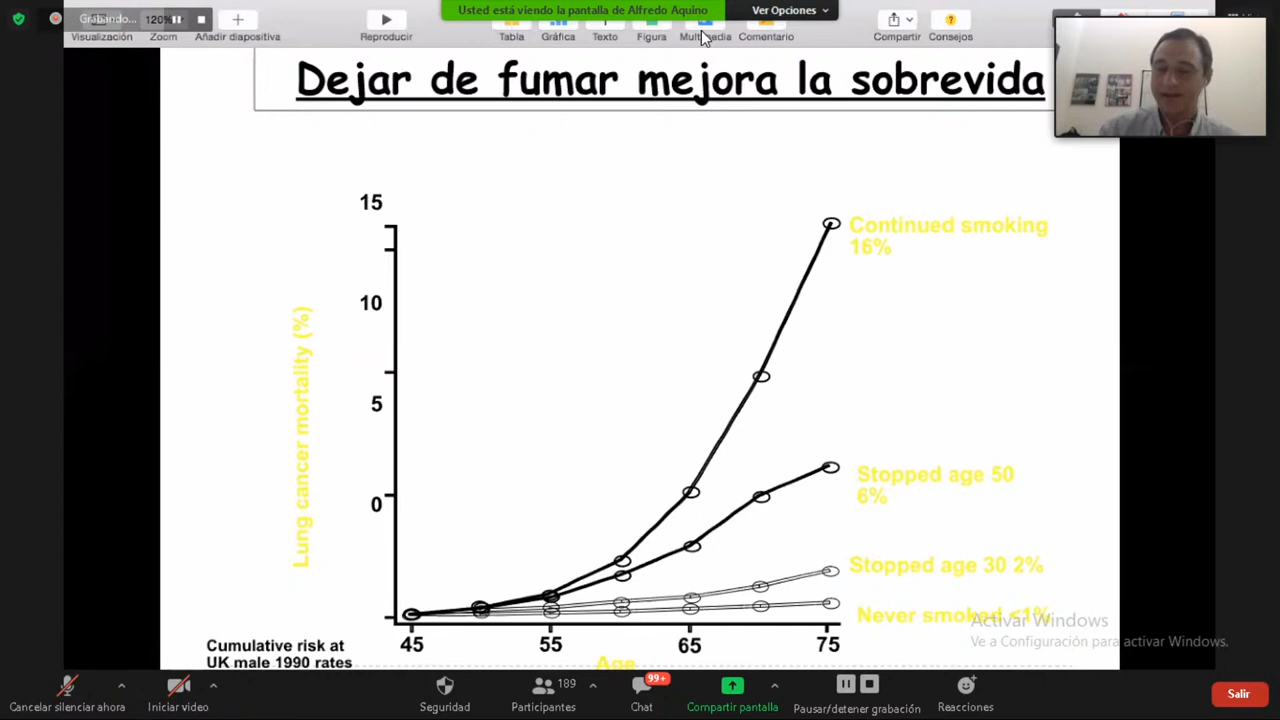 Usted está viendo la pantalla de Alfredo Aquino
Ver Opciones
Grabando...
120%
Visualización
Zoom
Añadir diapositiva
Reproducir
Tabla
Gráfica
Texto
Figura
Multimedia
Comentario
Compartir
Consejos
Dejar de fumar mejora la sobrevida
15
10
5
0
Lung cancer mortality (%)
Continued smoking
16%
Stopped age 50
6%
Stopped age 30 2%
Never smoked <1%
45
55
65
75
Age
Cumulative risk at
UK male 1990 rates
Activar Windows
Ve a Configuración para activar Windows.
Cancelar silenciar ahora
Iniciar video
Seguridad
189
Participantes
99+
Chat
Compartir pantalla
Pausar/detener grabación
Reacciones
Salir